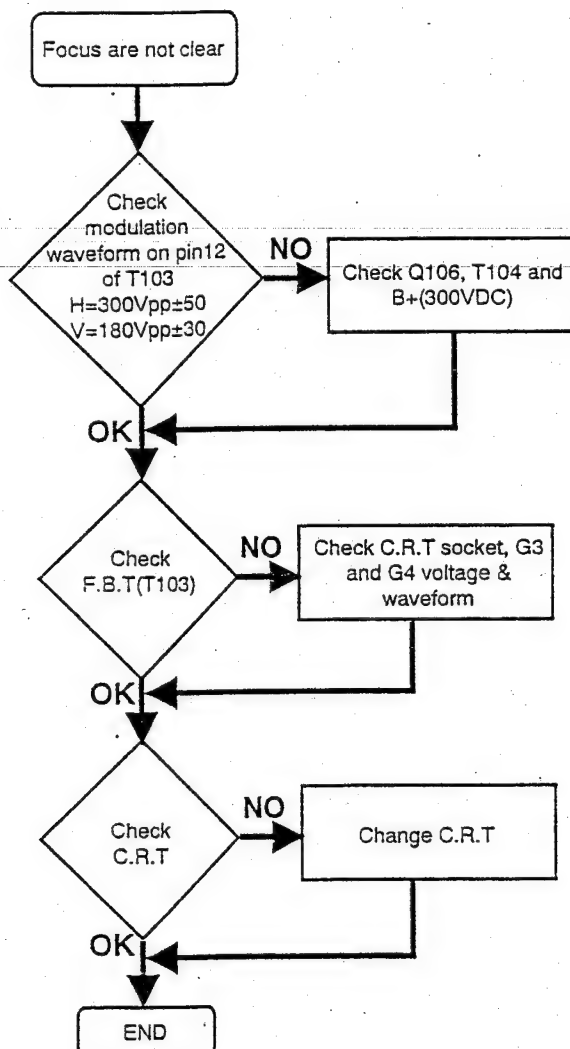 Focus are not clear
Check
modulation
waveform on pin12
of T103
H=300Vpp±50
V=180Vpp±30
NO
Check Q106, T104 and
B+(300VDC)
OK
Check
F.B.T(T103)
NO
Check C.R.T socket, G3
and G4 voltage &
waveform
OK
Check
C.R.T
NO
Change C.R.T
OK
END